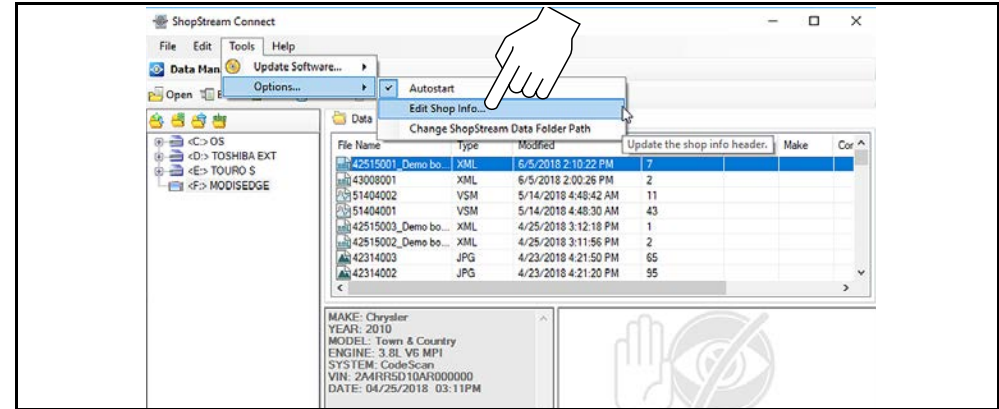 ShopStream Connect
File Edit Tools Help
Data Man
Update Software...
Open
Options...
Autostart
Edit Shop Info...
Change ShopStream Data Folder Path
Update the shop info header.
Data
<C:> OS
<D:> TOSHIBA EXT
<E:> TOURO S
<F:> MODISEDGE
File Name Type Modified Make Cor
42515001_Demo bo... XML 6/5/2018 2:10:22 PM 7
43008001 XML 6/5/2018 2:00:26 PM 2
51404002 VSM 5/14/2018 4:48:42 AM 11
51404001 VSM 5/14/2018 4:48:30 AM 43
42515003_Demo bo... XML 4/25/2018 3:12:18 PM 1
42515002_Demo bo... XML 4/25/2018 3:11:56 PM 2
42314003 JPG 4/23/2018 4:21:50 PM 65
42314002 JPG 4/23/2018 4:21:20 PM 95
MAKE: Chrysler
YEAR: 2010
MODEL: Town & Country
ENGINE: 3.8L V6 MPI
SYSTEM: CodeScan
VIN: 2A4RR5D10AR000000
DATE: 04/25/2018 03:11PM